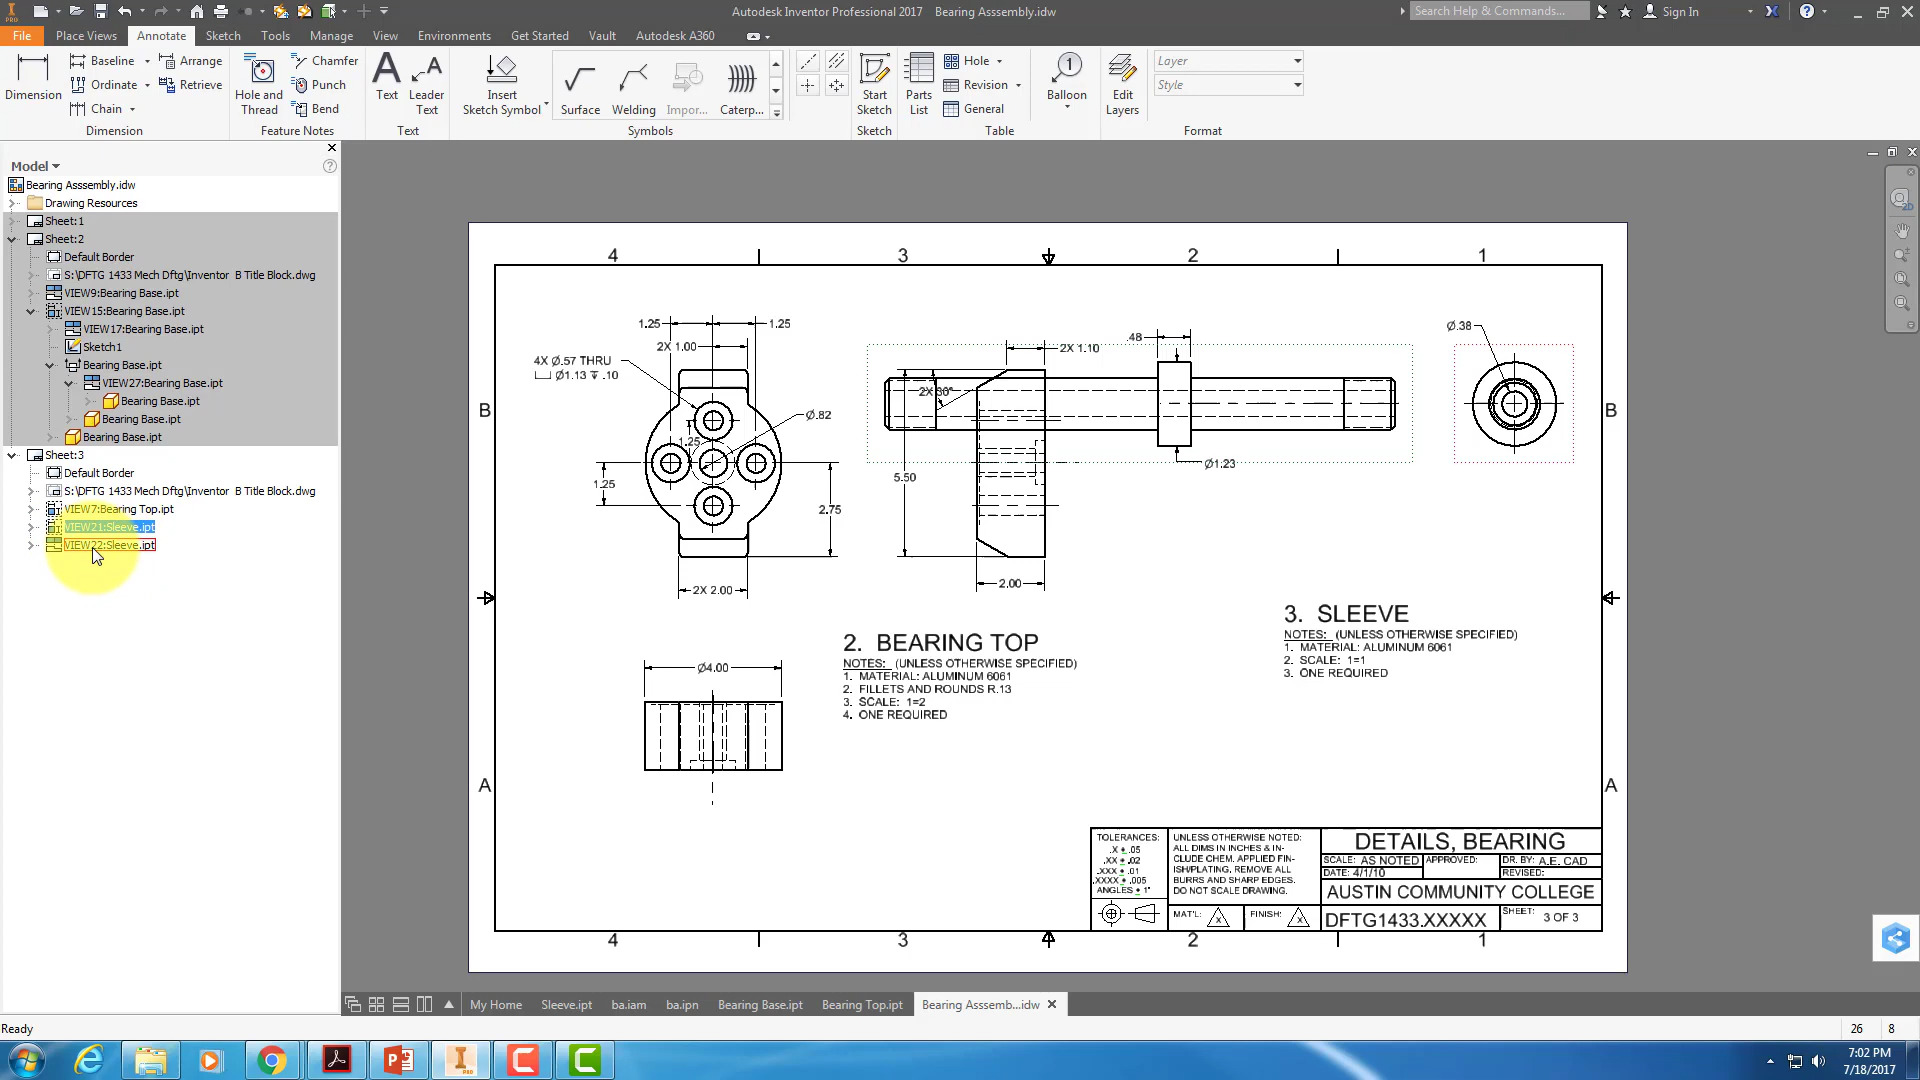 Autodesk Inventor Professional 2017 Bearing Asssembly.idw
Search Help & Commands...
Sign In
PRO
File Place Views Annotate Sketch Tools Manage View Environments Get Started Vault Autodesk A360
Dimension
Baseline
Ordinate
Chain
Arrange
Retrieve
Dimension
Hole and Thread
Chamfer
Punch
Bend
Feature Notes
Text
Leader Text
Text
Insert Sketch Symbol
Surface Welding Impor... Caterp...
Symbols
Start Sketch
Sketch
Parts List
Hole
Revision
General
Table
Balloon
Edit Layers
Layer
Style
Format
Model
Bearing Asssembly.idw
Drawing Resources
Sheet:1
Sheet:2
Default Border
S:\DFTG 1433 Mech Dftg\Inventor B Title Block.dwg
VIEW9:Bearing Base.ipt
VIEW15:Bearing Base.ipt
VIEW17:Bearing Base.ipt
Sketch1
Bearing Base.ipt
VIEW27:Bearing Base.ipt
Bearing Base.ipt
Bearing Base.ipt
Bearing Base.ipt
Sheet:3
Default Border
S:\DFTG 1433 Mech Dftg\Inventor B Title Block.dwg
VIEW7:Bearing Top.ipt
VIEW21:Sleeve.ipt
VIEW22:Sleeve.ipt
4 3 2 1
1.25 1.25
2X 1.00
4X Ø.57 THRU
⌴ Ø1.13 ↧ .10
Ø.82
1.25
1.25
2.75
2X 2.00
2X 1.10
.48
2X 30°
5.50
2.00
Ø1.23
Ø.38
B B
Ø4.00
2. BEARING TOP
NOTES: (UNLESS OTHERWISE SPECIFIED)
1. MATERIAL: ALUMINUM 6061
2. FILLETS AND ROUNDS R.13
3. SCALE: 1=2
4. ONE REQUIRED
3. SLEEVE
NOTES: (UNLESS OTHERWISE SPECIFIED)
1. MATERIAL: ALUMINUM 6061
2. SCALE: 1=1
3. ONE REQUIRED
A A
TOLERANCES:
.X ± .05
.XX ± .02
.XXX ± .01
.XXXX ± .005
ANGLES ± 1°
UNLESS OTHERWISE NOTED:
ALL DIMS IN INCHES & IN-
CLUDE CHEM. APPLIED FIN-
ISH/PLATING. REMOVE ALL
BURRS AND SHARP EDGES.
DO NOT SCALE DRAWING.
MAT'L: X FINISH: X
DETAILS, BEARING
SCALE: AS NOTED APPROVED: DR. BY: A.E. CAD
DATE: 4/1/10 REVISED:
AUSTIN COMMUNITY COLLEGE
DFTG1433.XXXXX SHEET: 3 OF 3
4 3 2 1
My Home Sleeve.ipt ba.iam ba.ipn Bearing Base.ipt Bearing Top.ipt Bearing Asssemb...idw
Ready
26 8
7:02 PM
7/18/2017